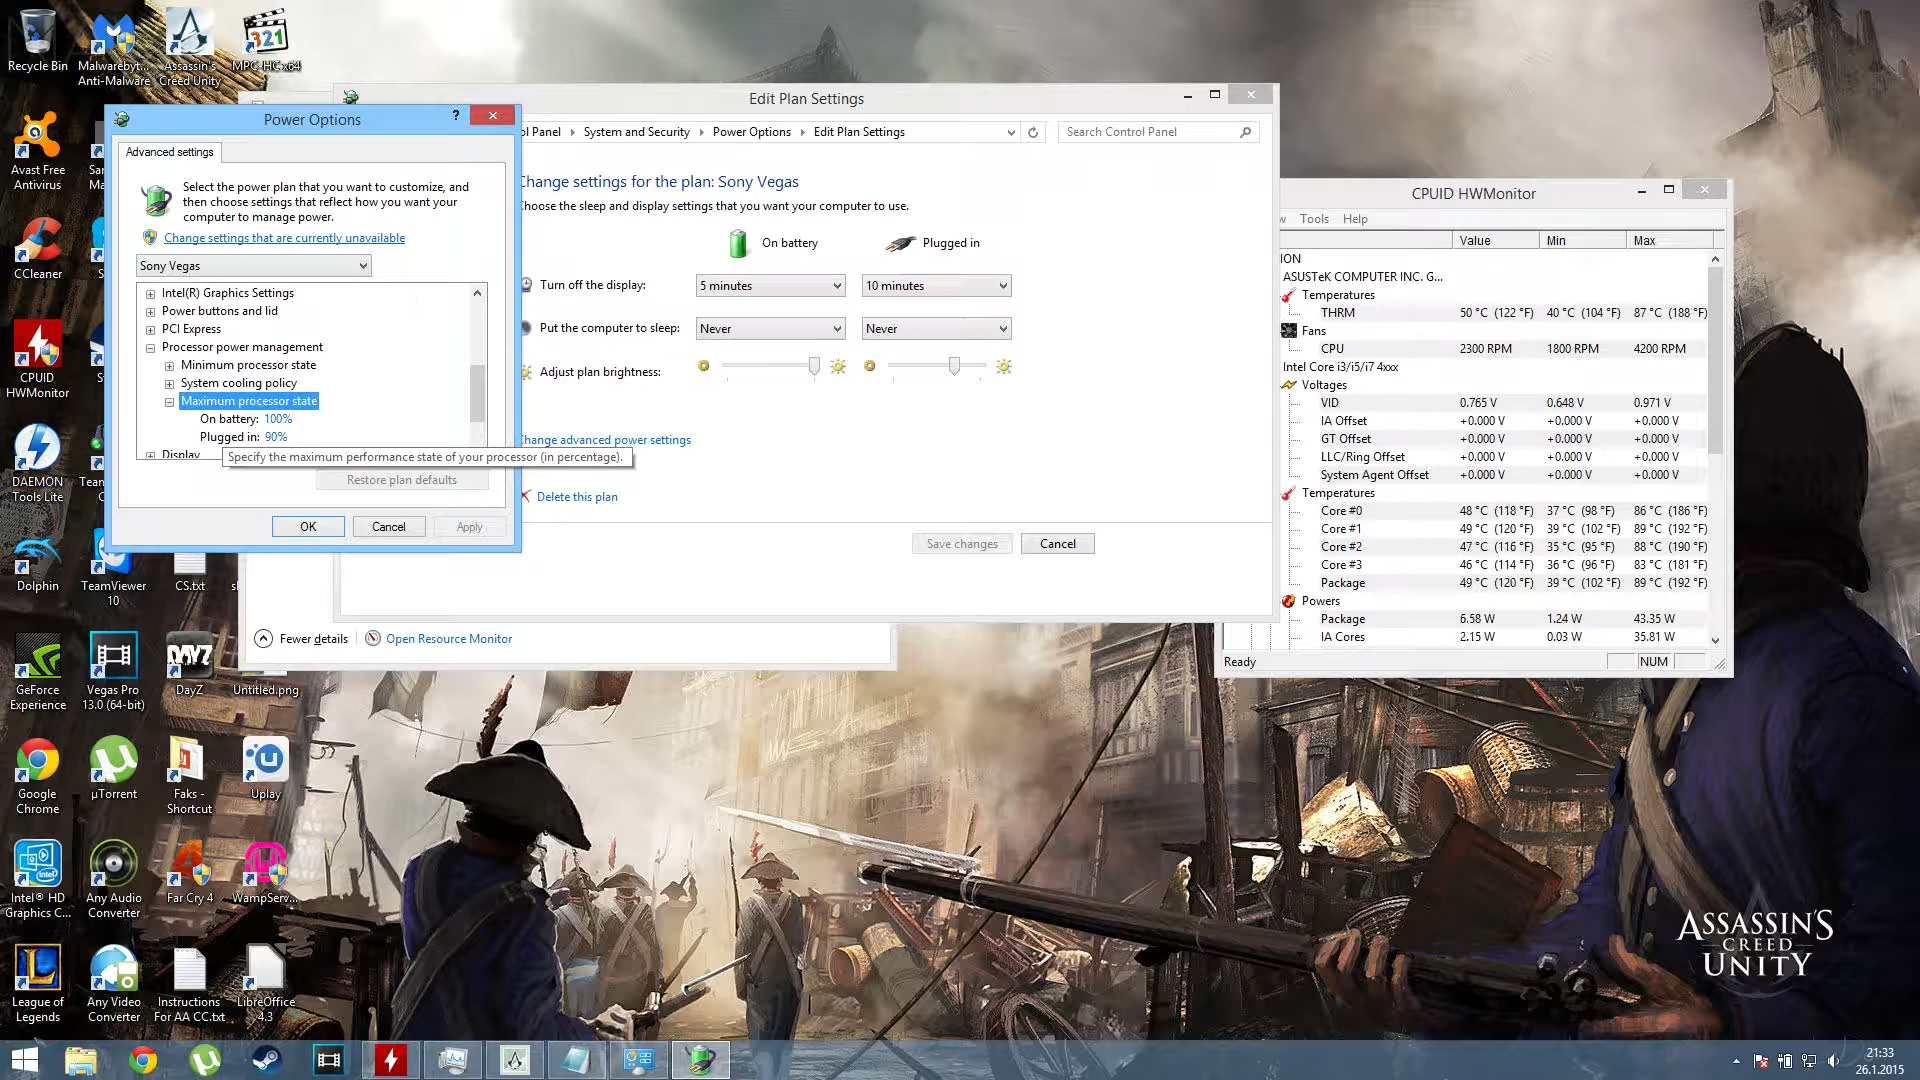 Recycle Bin
Malwareby...
Anti-Malware
Assassin's
Creed Unity
MPC-HC x64
Avast Free
Antivirus
CCleaner
CPUID
HWMonitor
DAEMON
Tools Lite
Dolphin
TeamViewer
10
CS.txt
GeForce
Experience
Vegas Pro
13.0 (64-bit)
DayZ
Untitled.png
Google
Chrome
µTorrent
Faks -
Shortcut
Uplay
Intel® HD
Graphics C...
Any Audio
Converter
Far Cry 4
WampServ...
League of
Legends
Any Video
Converter
Instructions
For AA CC.txt
LibreOffice
4.3
Power Options
?
Advanced settings
Select the power plan that you want to customize, and
then choose settings that reflect how you want your
computer to manage power.
Change settings that are currently unavailable
Sony Vegas
Intel(R) Graphics Settings
Power buttons and lid
PCI Express
Processor power management
Minimum processor state
System cooling policy
Maximum processor state
On battery: 100%
Plugged in: 90%
Display
Specify the maximum performance state of your processor (in percentage).
Restore plan defaults
OK
Cancel
Apply
Edit Plan Settings
ol Panel
System and Security
Power Options
Edit Plan Settings
Search Control Panel
Change settings for the plan: Sony Vegas
Choose the sleep and display settings that you want your computer to use.
On battery
Plugged in
Turn off the display:
5 minutes
10 minutes
Put the computer to sleep:
Never
Never
Adjust plan brightness:
Change advanced power settings
Delete this plan
Save changes
Cancel
Fewer details
Open Resource Monitor
CPUID HWMonitor
w Tools Help
Value Min Max
ION
ASUSTeK COMPUTER INC. G...
Temperatures
THRM 50 °C (122 °F) 40 °C (104 °F) 87 °C (188 °F)
Fans
CPU 2300 RPM 1800 RPM 4200 RPM
Intel Core i3/i5/i7 4xxx
Voltages
VID 0.765 V 0.648 V 0.971 V
IA Offset +0.000 V +0.000 V +0.000 V
GT Offset +0.000 V +0.000 V +0.000 V
LLC/Ring Offset +0.000 V +0.000 V +0.000 V
System Agent Offset +0.000 V +0.000 V +0.000 V
Temperatures
Core #0 48 °C (118 °F) 37 °C (98 °F) 86 °C (186 °F)
Core #1 49 °C (120 °F) 39 °C (102 °F) 89 °C (192 °F)
Core #2 47 °C (116 °F) 35 °C (95 °F) 88 °C (190 °F)
Core #3 46 °C (114 °F) 36 °C (96 °F) 83 °C (181 °F)
Package 49 °C (120 °F) 39 °C (102 °F) 89 °C (192 °F)
Powers
Package 6.58 W 1.24 W 43.35 W
IA Cores 2.15 W 0.03 W 35.81 W
Ready
NUM
ASSASSIN'S
CREED
UNITY
21:33
26.1.2015